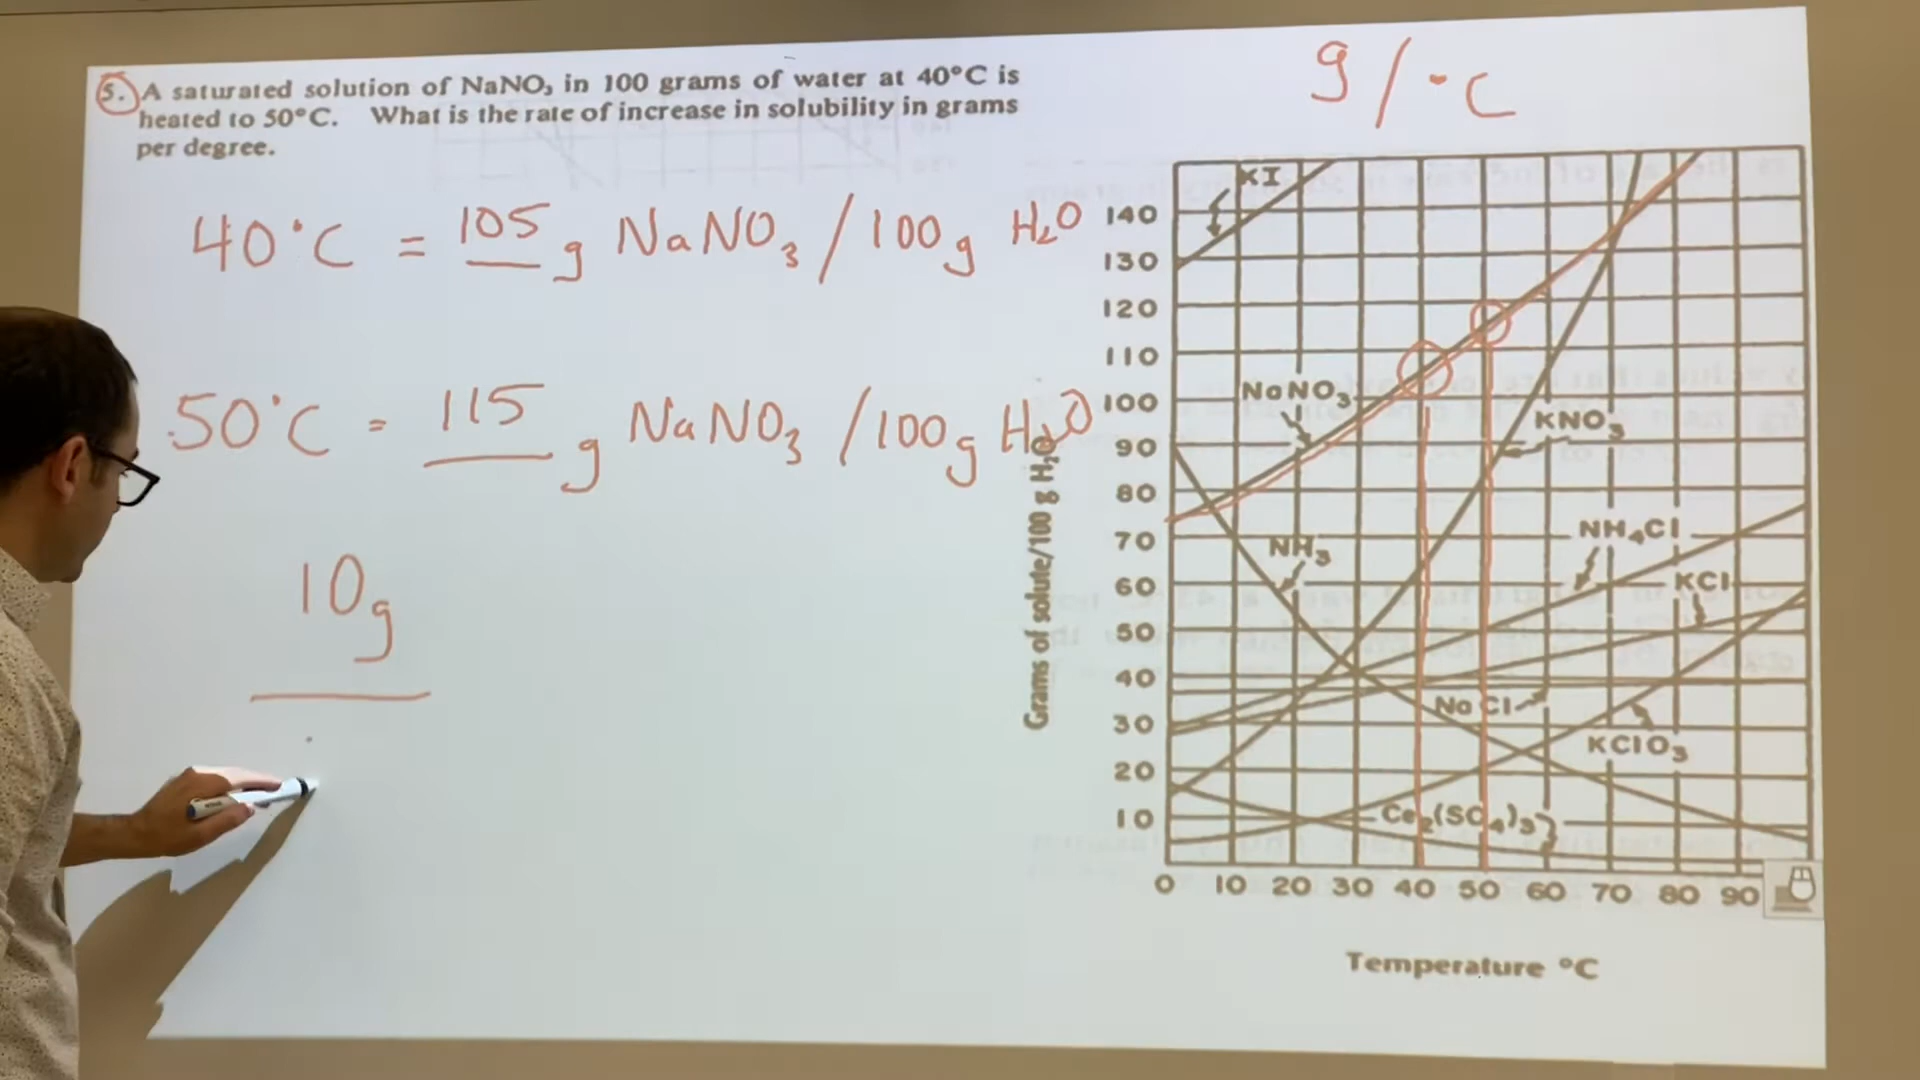 5. A saturated solution of NaNO₃ in 100 grams of water at 40°C is
heated to 50°C. What is the rate of increase in solubility in grams
per degree.
g/°C
40°C = 105 g NaNO₃ / 100g H₂O
50°C = 115 g NaNO₃ / 100g H₂O
10g
Grams of solute/100 g H₂O
140
130
120
110
100
90
80
70
60
50
40
30
20
10
KI
NaNO₃
KNO₃
NH₃
NH₄Cl
KCl
NaCl
KClO₃
Ce₂(SO₄)₃
0 10 20 30 40 50 60 70 80 90
Temperature °C